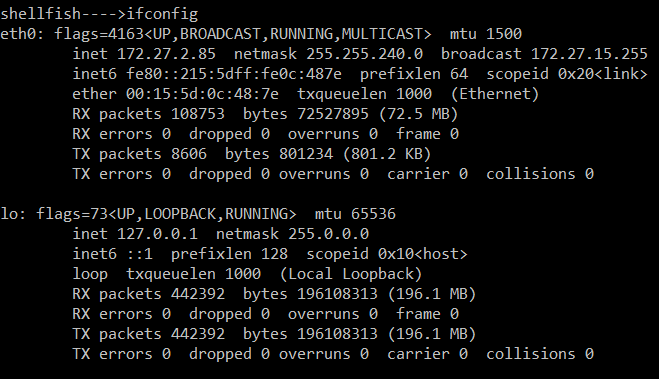 shellfish---->ifconfig
eth0: flags=4163<UP,BROADCAST,RUNNING,MULTICAST>  mtu 1500
        inet 172.27.2.85  netmask 255.255.240.0  broadcast 172.27.15.255
        inet6 fe80::215:5dff:fe0c:487e  prefixlen 64  scopeid 0x20<link>
        ether 00:15:5d:0c:48:7e  txqueuelen 1000  (Ethernet)
        RX packets 108753  bytes 72527895 (72.5 MB)
        RX errors 0  dropped 0  overruns 0  frame 0
        TX packets 8606  bytes 801234 (801.2 KB)
        TX errors 0  dropped 0 overruns 0  carrier 0  collisions 0

lo: flags=73<UP,LOOPBACK,RUNNING>  mtu 65536
        inet 127.0.0.1  netmask 255.0.0.0
        inet6 ::1  prefixlen 128  scopeid 0x10<host>
        loop  txqueuelen 1000  (Local Loopback)
        RX packets 442392  bytes 196108313 (196.1 MB)
        RX errors 0  dropped 0  overruns 0  frame 0
        TX packets 442392  bytes 196108313 (196.1 MB)
        TX errors 0  dropped 0 overruns 0  carrier 0  collisions 0